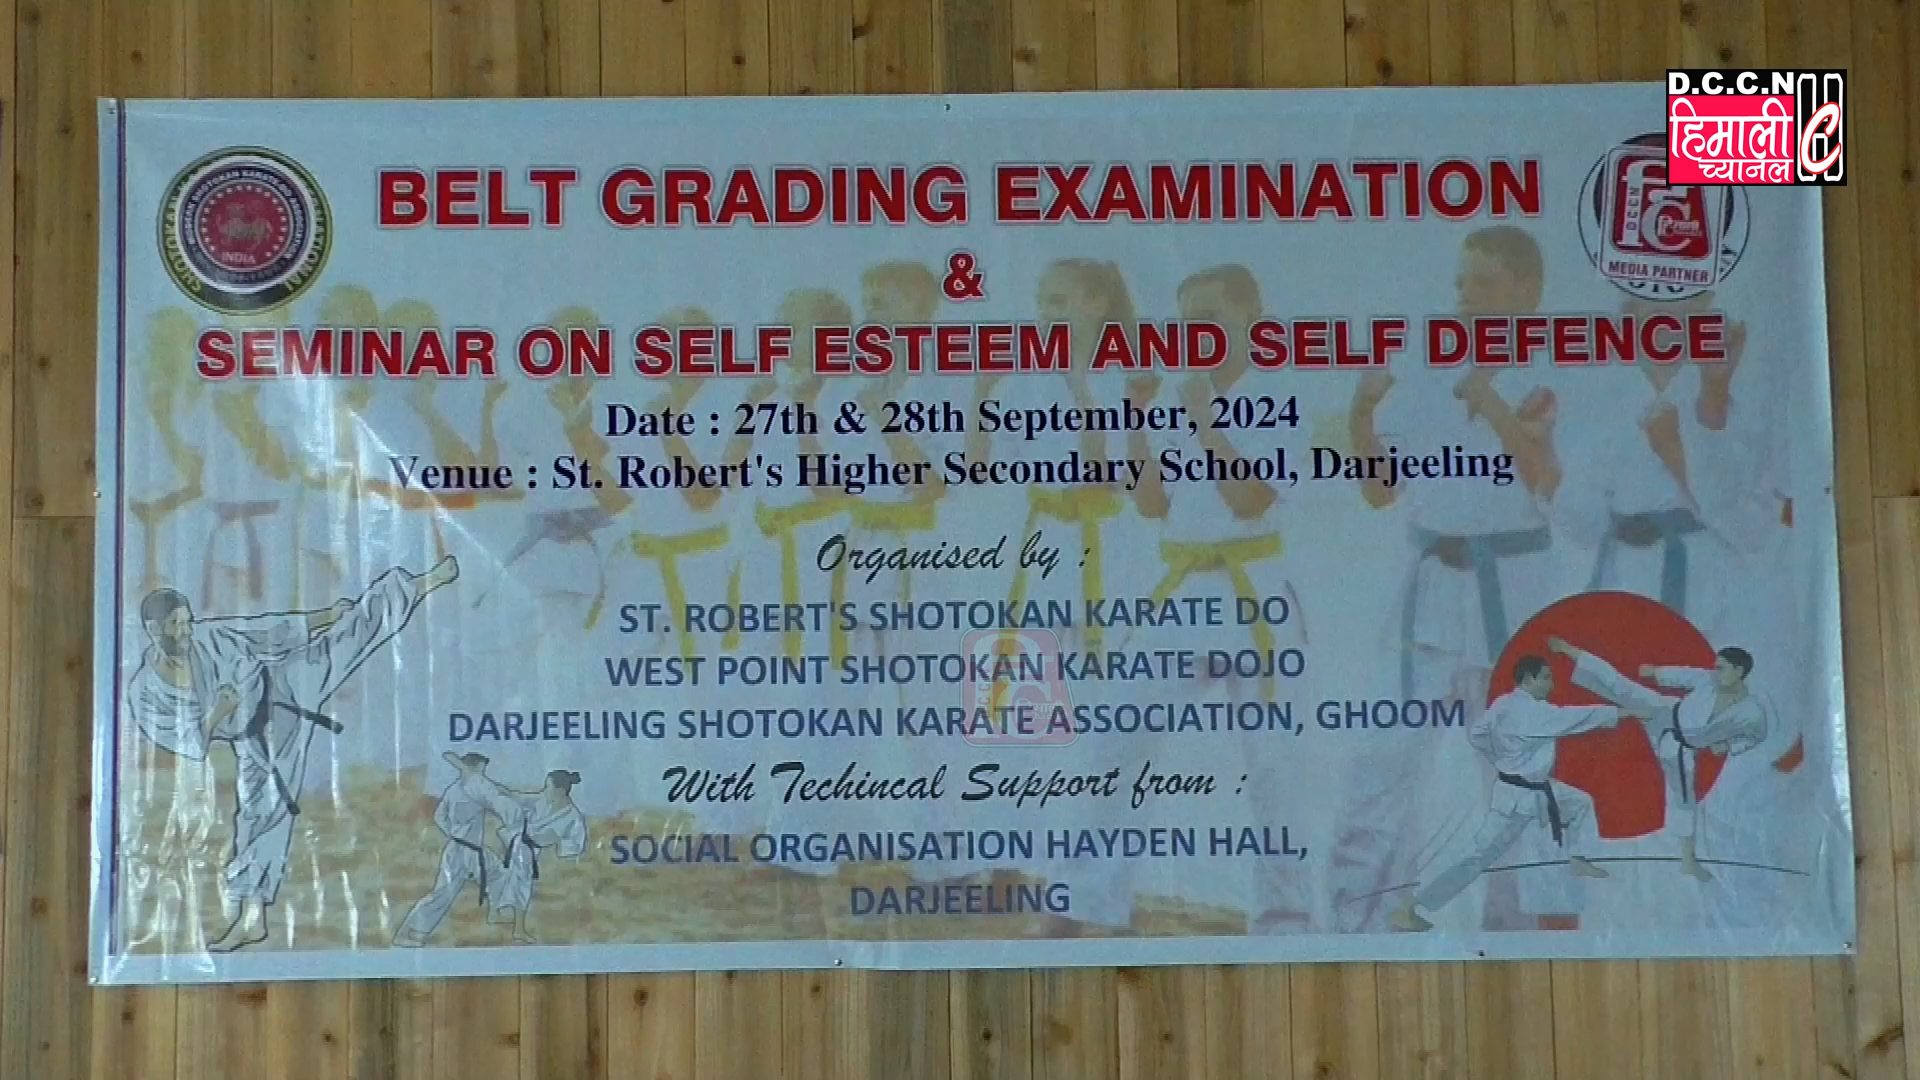 D.C.C.N
हिमाली
च्यानल
BELT GRADING EXAMINATION
&
SEMINAR ON SELF ESTEEM AND SELF DEFENCE
Date : 27th & 28th September, 2024
Venue : St. Robert's Higher Secondary School, Darjeeling
Organised by :
ST. ROBERT'S SHOTOKAN KARATE DO
WEST POINT SHOTOKAN KARATE DOJO
DARJEELING SHOTOKAN KARATE ASSOCIATION, GHOOM
With Techincal Support from :
SOCIAL ORGANISATION HAYDEN HALL,
DARJEELING
INDIA
DCCN
MEDIA PARTNER